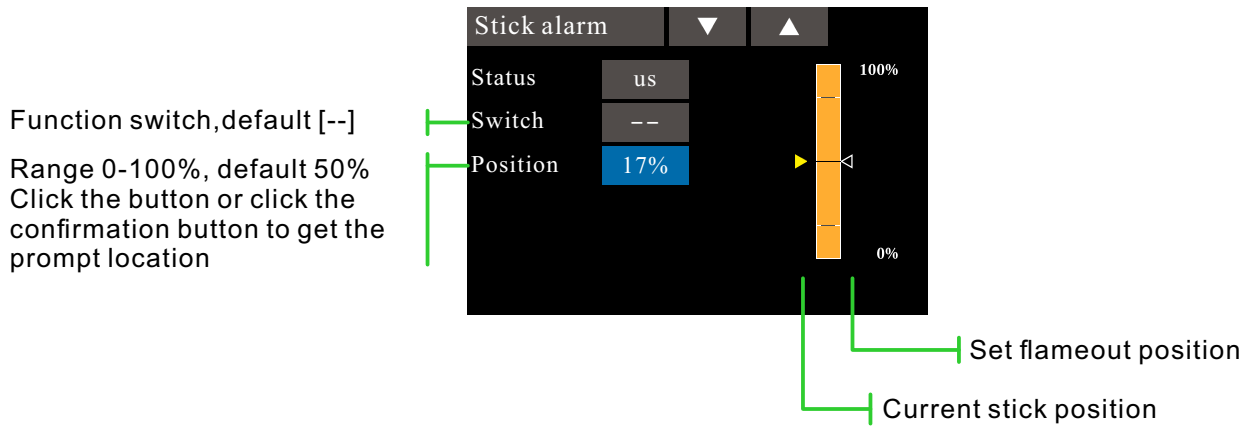 Stick alarm
Status us
Switch --
Position 17%
100%
0%
Function switch,default [--]
Range 0-100%, default 50%
Click the button or click the
confirmation button to get the
prompt location
Set flameout position
Current stick position